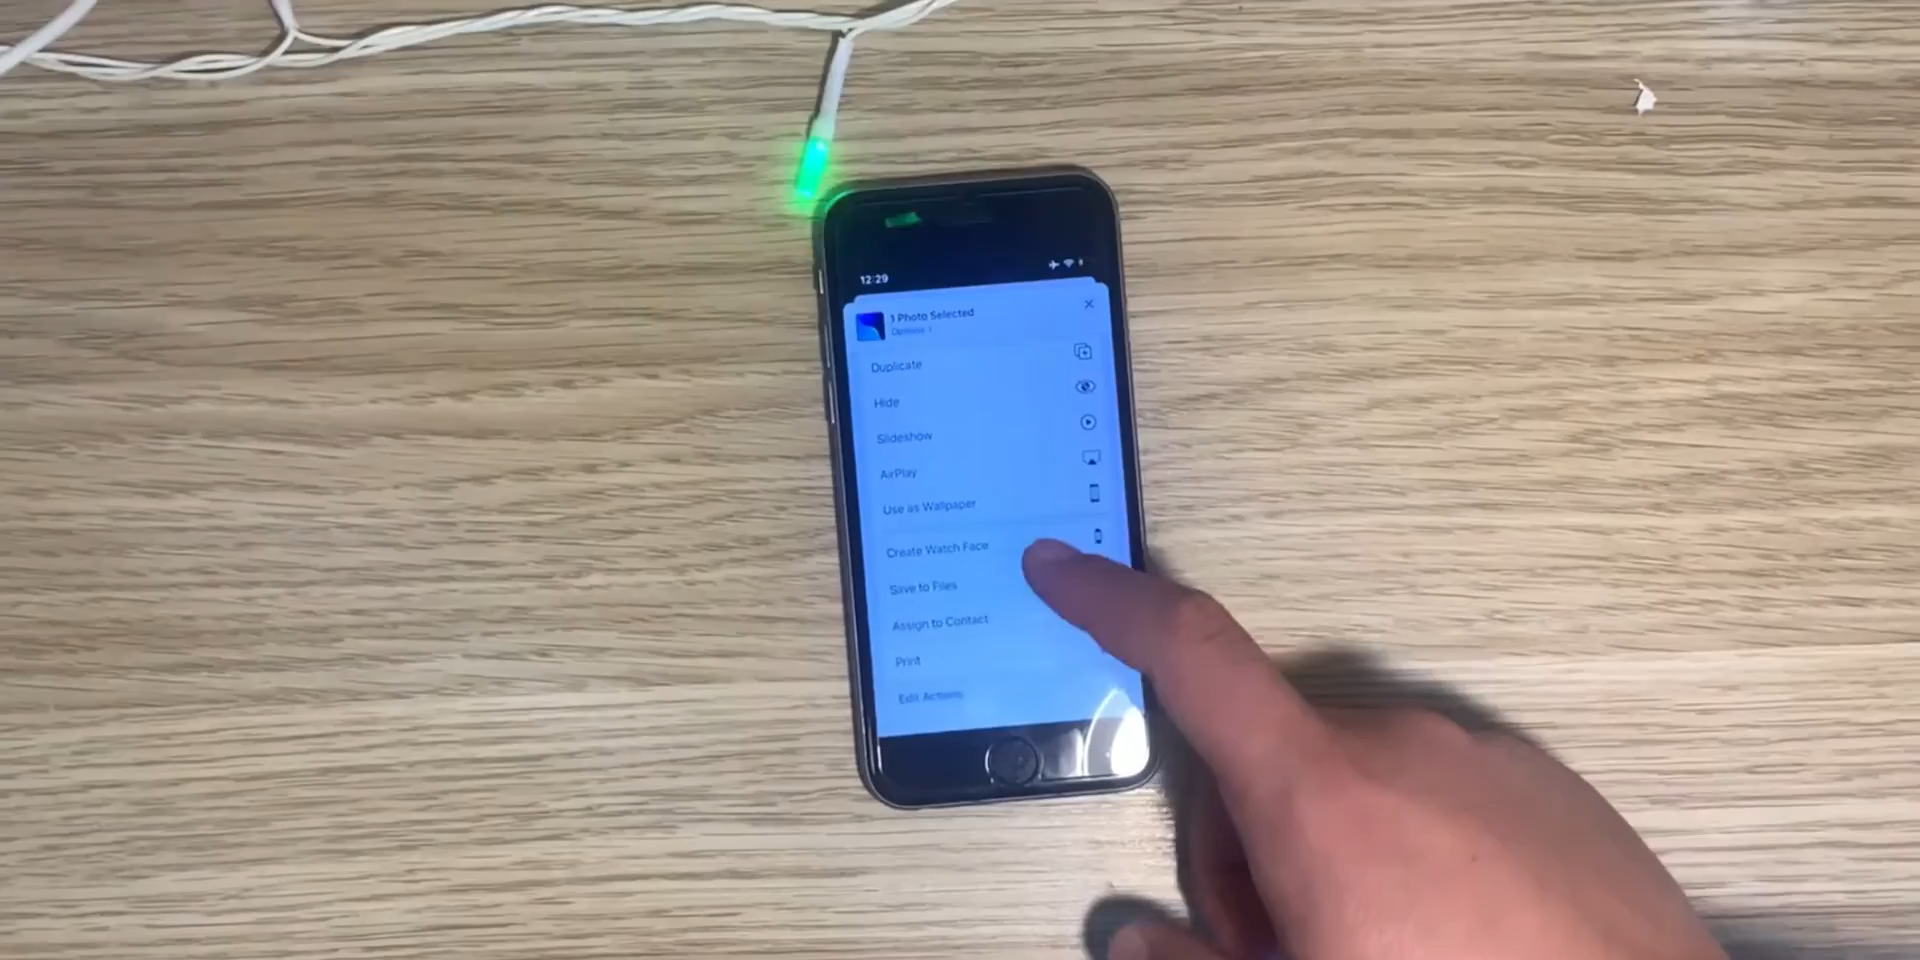 12:29
1 Photo Selected
Options
Duplicate
Hide
Slideshow
AirPlay
Use as Wallpaper
Create Watch Face
Save to Files
Assign to Contact
Print
Edit Actions